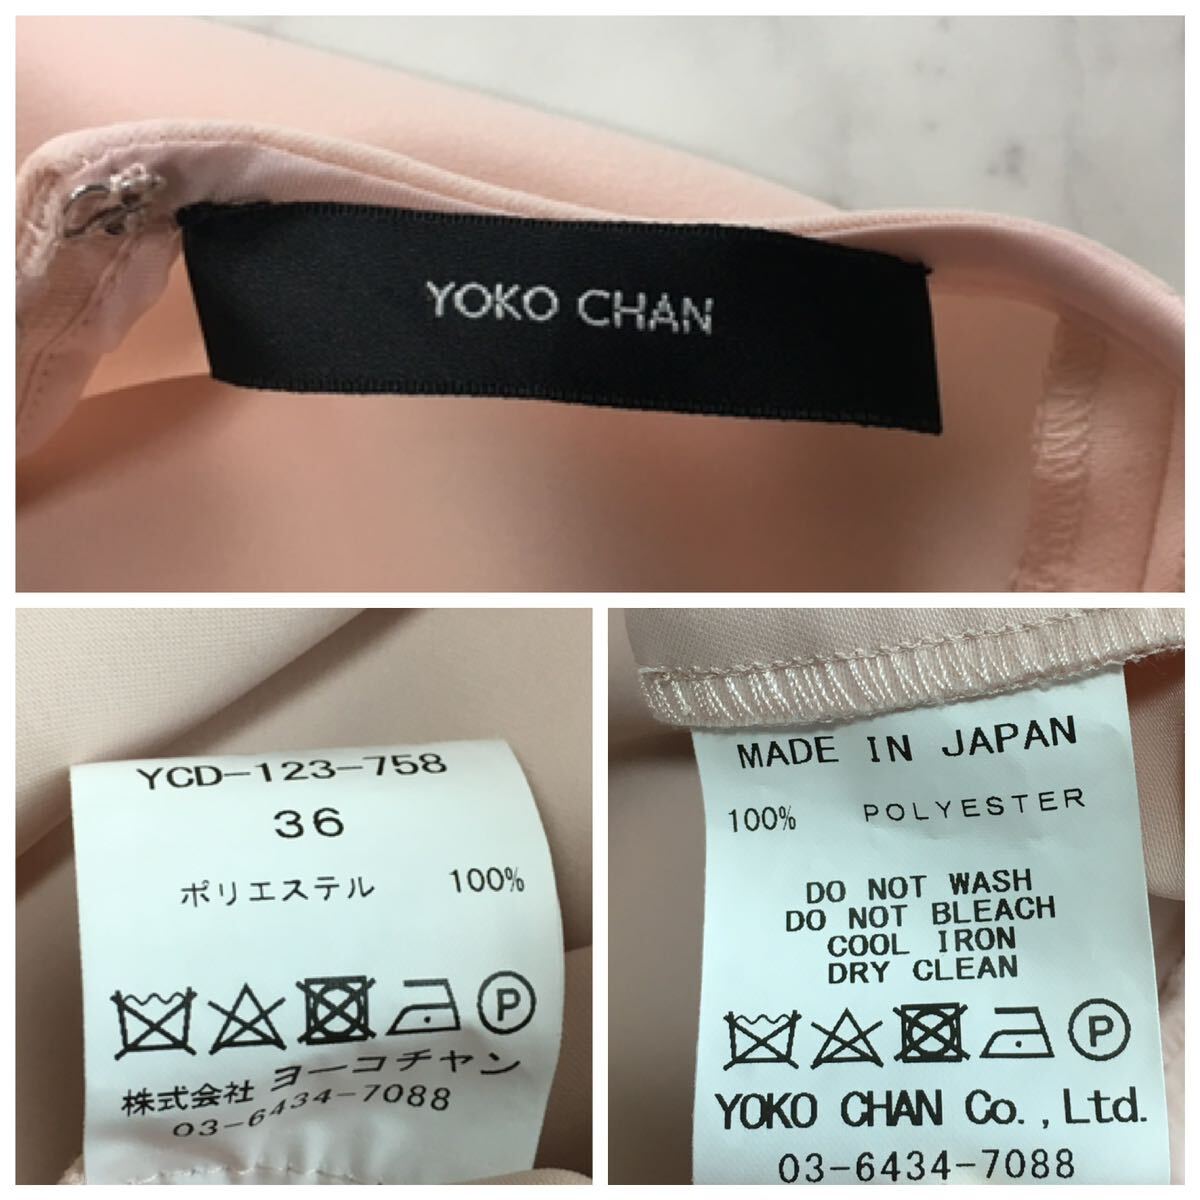 YOKO CHAN
YCD-123-758
36
ポリエステル 100%
P
株式会社 ヨーコチャン
03-6434-7088
MADE IN JAPAN
100% POLYESTER
DO NOT WASH
DO NOT BLEACH
COOL IRON
DRY CLEAN
P
YOKO CHAN Co., Ltd.
03-6434-7088